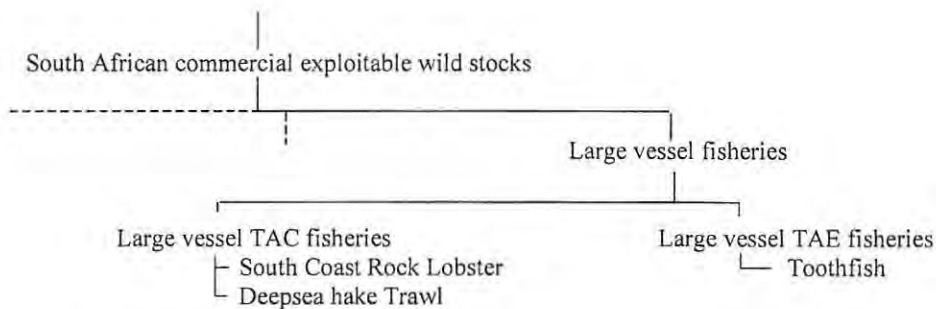 South African commercial exploitable wild stocks
Large vessel fisheries
Large vessel TAC fisheries
South Coast Rock Lobster
Deepsea hake Trawl
Large vessel TAE fisheries
Toothfish